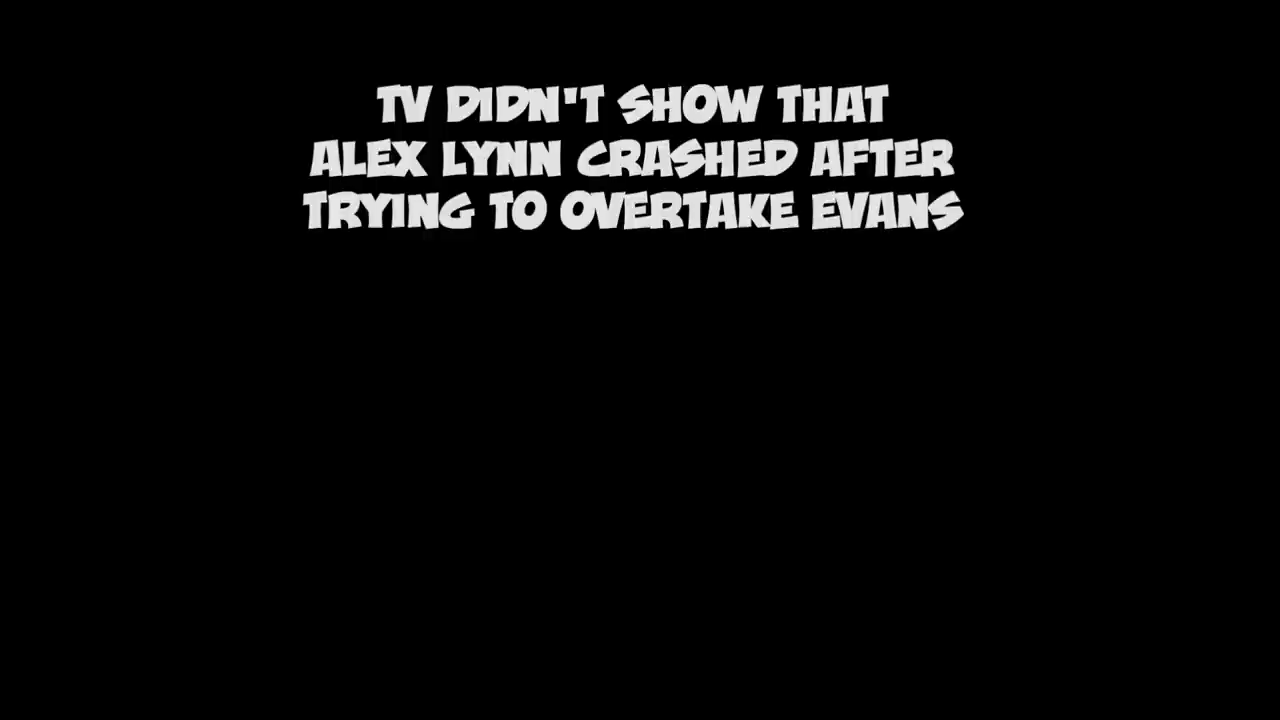 TV DIDN'T SHOW THAT
ALEX LYNN CRASHED AFTER
TRYING TO OVERTAKE EVANS